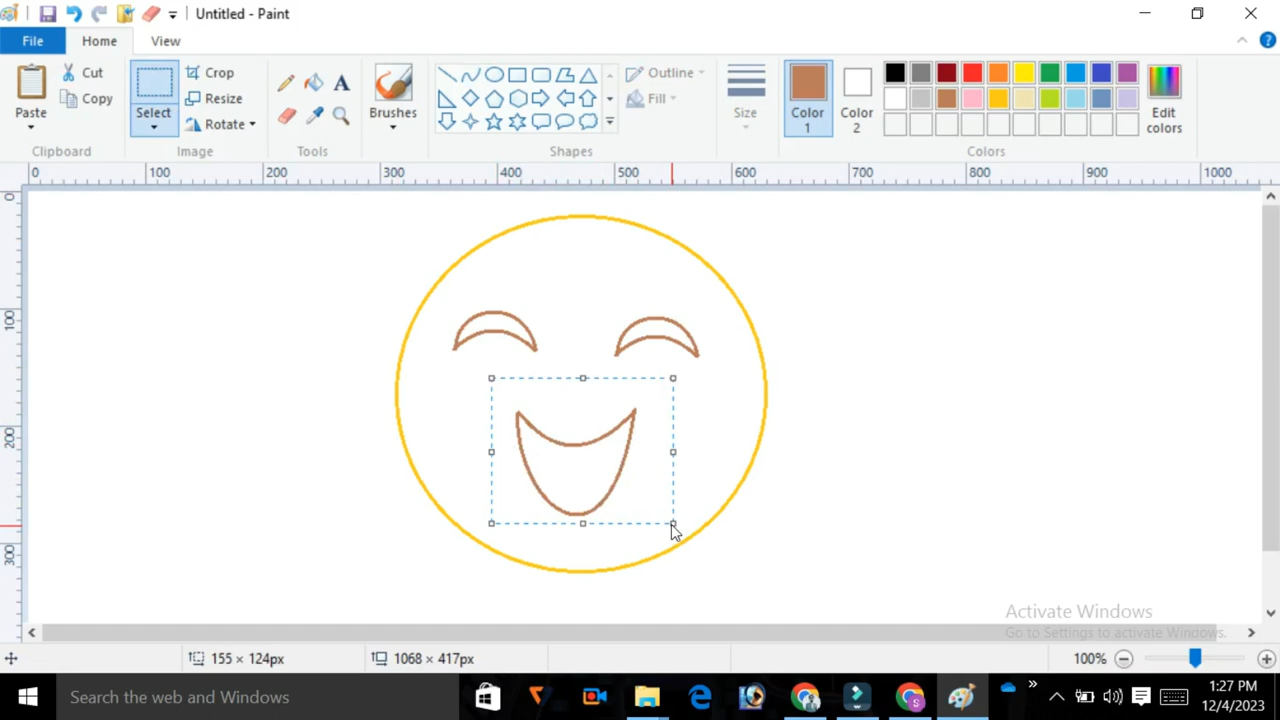 Untitled - Paint
File Home View
Paste
Cut
Copy
Clipboard
Select
Crop
Resize
Rotate
Image
Tools
Brushes
Shapes
Outline
Fill
Size
Color 1
Color 2
Edit colors
Colors
0 100 200 300 400 500 600 700 800 900 1000
0
100
200
300
Activate Windows
Go to Settings to activate Windows.
155 × 124px
1068 × 417px
100%
Search the web and Windows
S
1:27 PM
12/4/2023